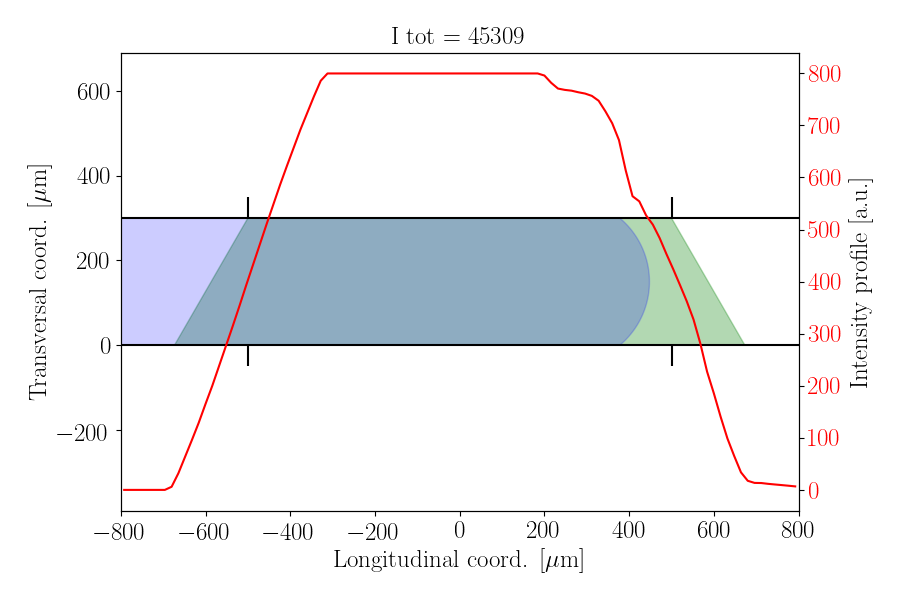 I tot = 45309
600
400
200
0
−200
Transversal coord. [μm]
800
700
600
500
400
300
200
100
0
Intensity profile [a.u.]
−800 −600 −400 −200 0 200 400 600 800
Longitudinal coord. [μm]